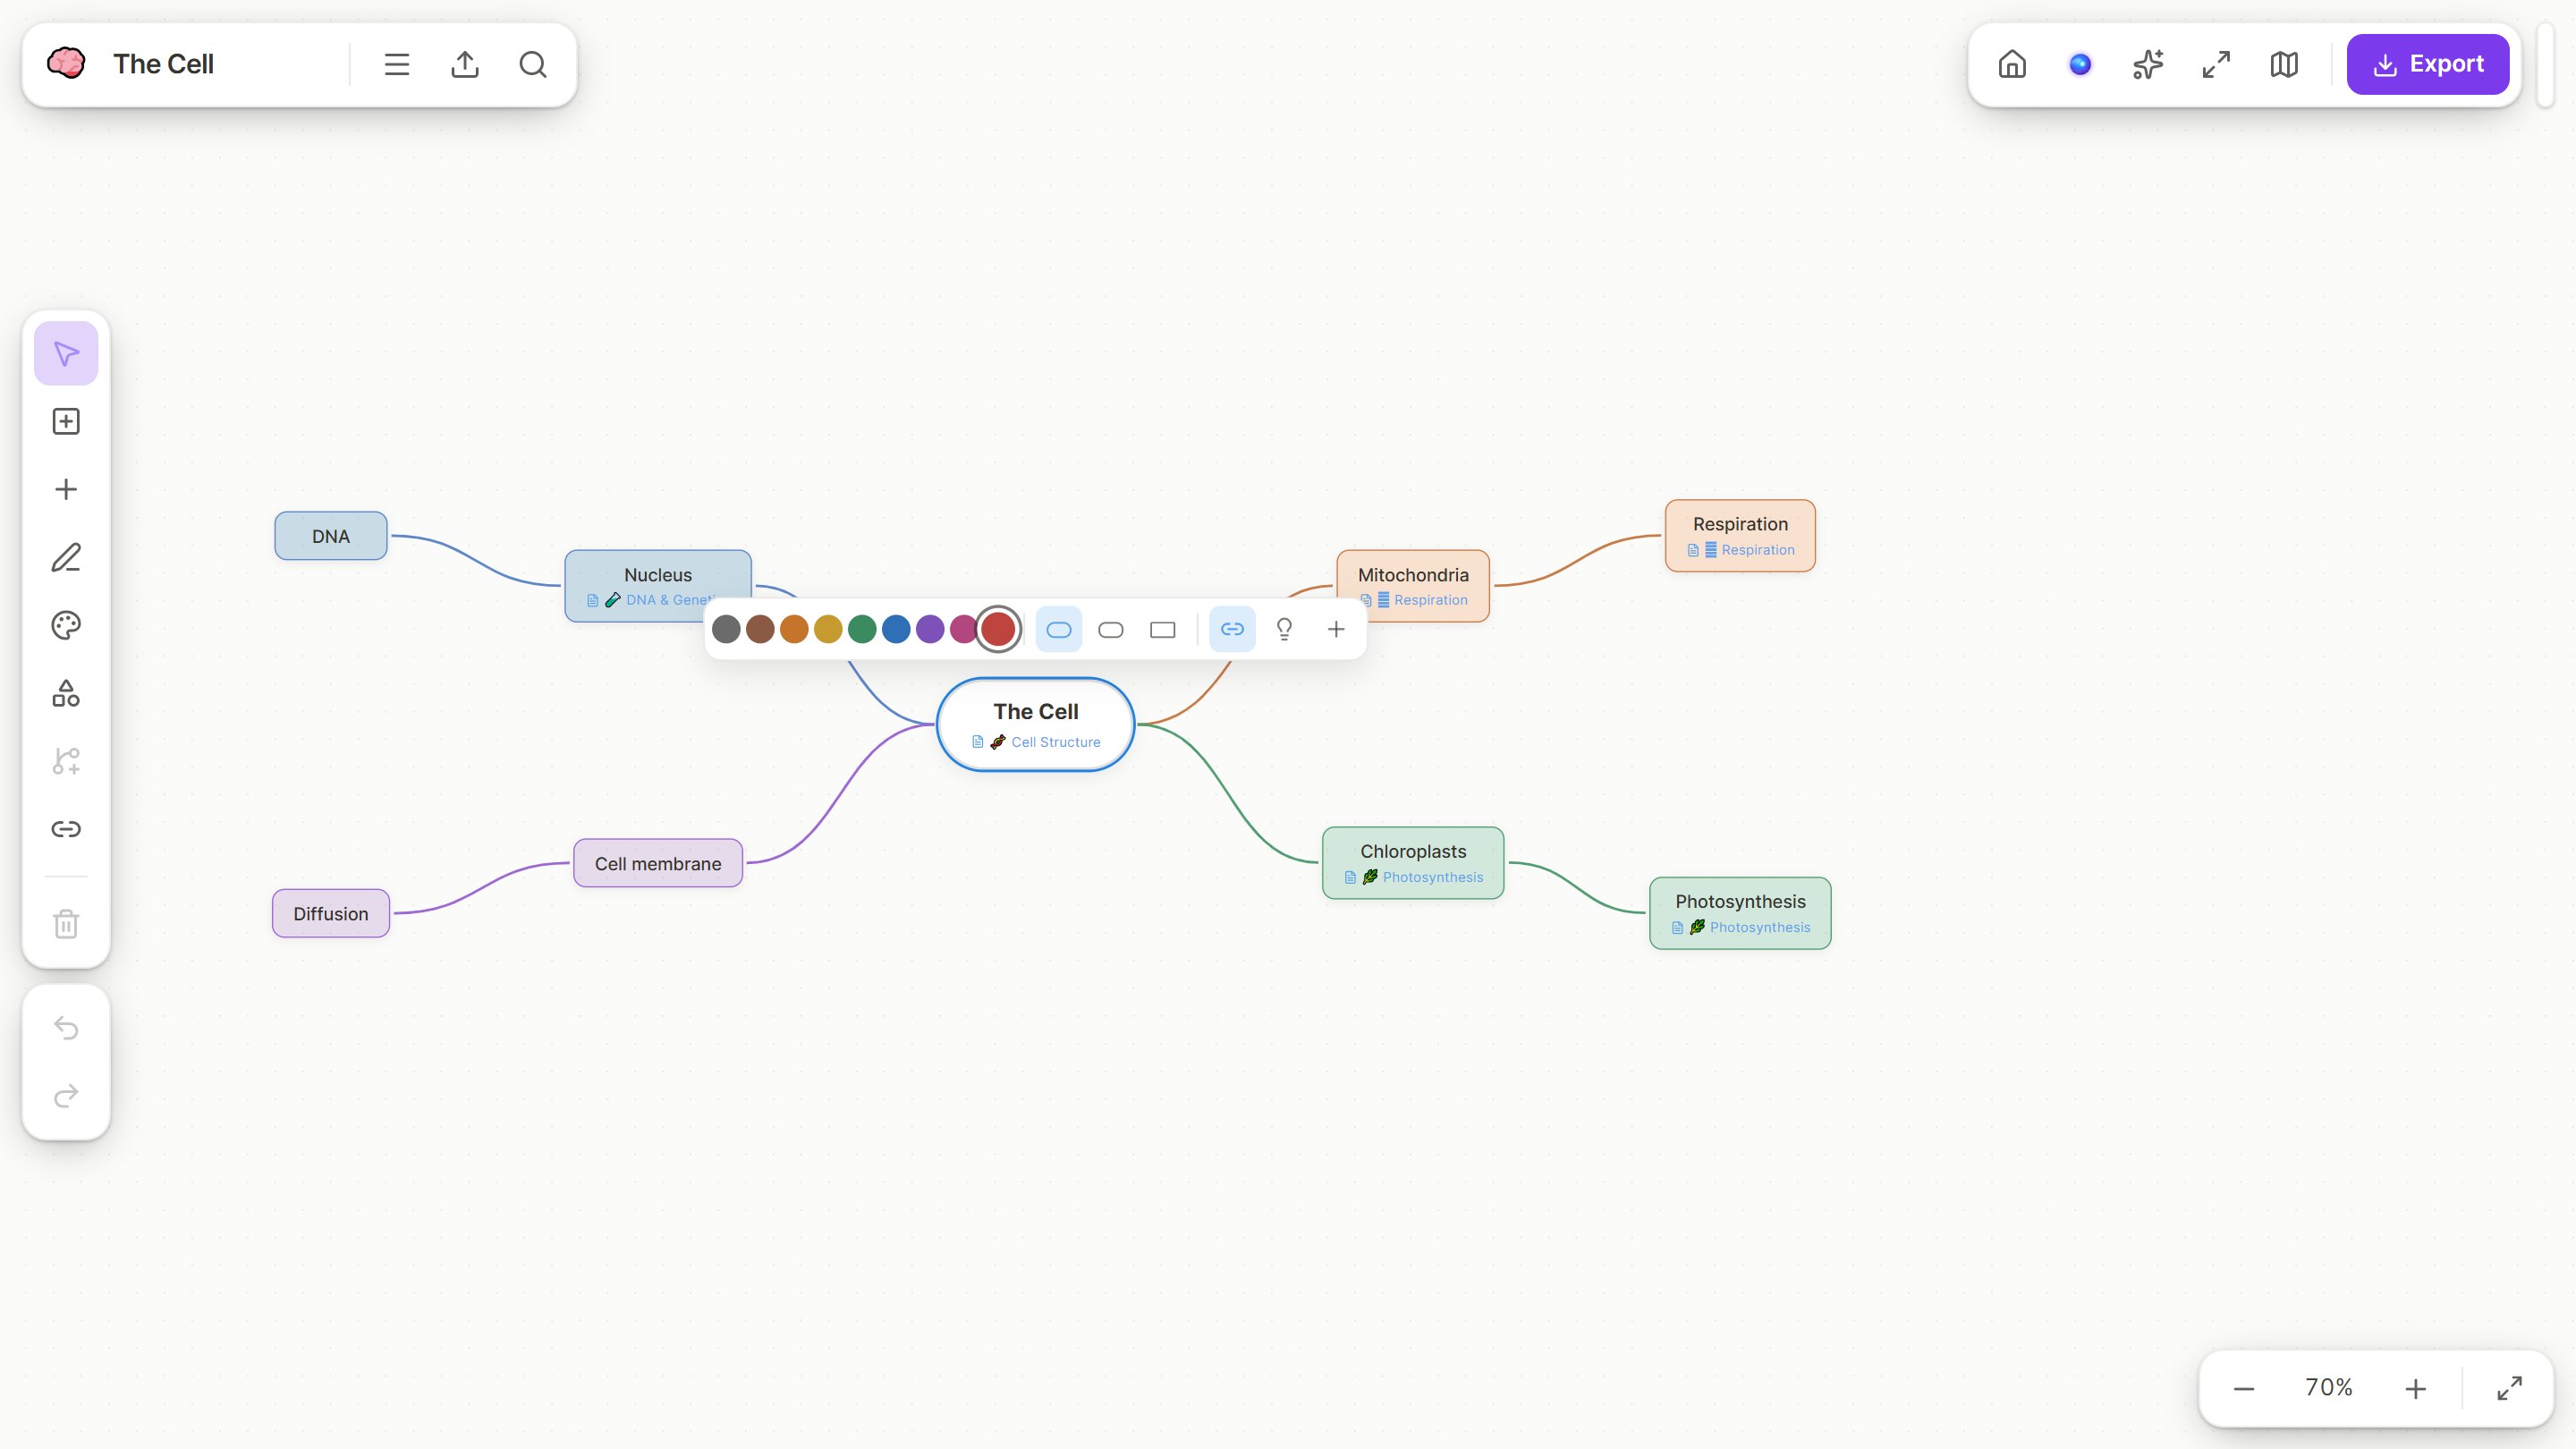 The Cell
Export
DNA
Nucleus
DNA &
Mitochondria
Respiration
Respiration
Respiration
The Cell
Cell Structure
Cell membrane
Diffusion
Chloroplasts
Photosynthesis
Photosynthesis
Photosynthesis
70%